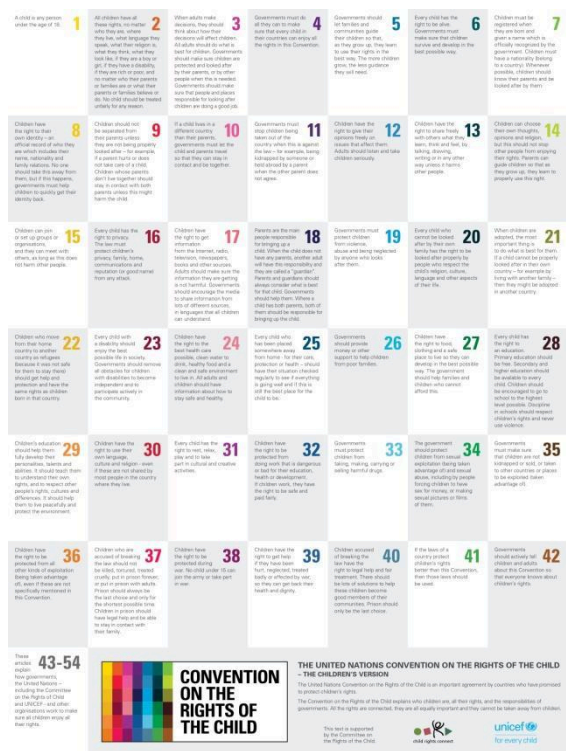 A child is any person
under the age of 18.
1
All children have all
these rights, no matter
who they are, where
they live, what language they
speak, what their religion is,
what they think, what they
look like, if they are a boy or
girl, if they have a disability,
if they are rich or poor, and
no matter who their parents
or families are or what their
parents or families believe or
do. No child should be treated
unfairly for any reason.
2
When adults make
decisions, they should
think about how their
decisions will affect children.
All adults should do what is
best for children. Governments
should make sure children are
protected and looked after
by their parents, or by other
people when this is needed.
Governments should make
sure that people and places
responsible for looking after
children are doing a good job.
3
Governments must do
all they can to make
sure that every child in
their countries can enjoy all
the rights in this Convention.
4
Governments should
let families and
communities guide
their children so that,
as they grow up, they learn
to use their rights in the
best way. The more children
grow, the less guidance
they will need.
5
Every child has the
right to be alive.
Governments must
make sure that children
survive and develop in the
best possible way.
6
Children must be
registered when
they are born and
given a name which is
officially recognized by the
government. Children must
have a nationality (belong
to a country). Whenever
possible, children should
know their parents and be
looked after by them.
7
Children have
the right to their
own identity – an
official record of who they
are which includes their
name, nationality and
family relations. No one
should take this away from
them, but if this happens,
governments must help
children to quickly get their
identity back.
8
Children should not
be separated from
their parents unless
they are not being properly
looked after – for example,
if a parent hurts or does
not take care of a child.
Children whose parents
don't live together should
stay in contact with both
parents unless this might
harm the child.
9
If a child lives in a
different country
than their parents,
governments must let the
child and parents travel
so that they can stay in
contact and be together.
10
Governments must
stop children being
taken out of the
country when this is against
the law – for example, being
kidnapped by someone or
held abroad by a parent
when the other parent does
not agree.
11
Children have the
right to give their
opinions freely on
issues that affect them.
Adults should listen and take
children seriously.
12
Children have the
right to share freely
with others what they
learn, think and feel, by
talking, drawing,
writing or in any other
way unless it harms
other people.
13
Children can choose
their own thoughts,
opinions and religion,
but this should not stop
other people from enjoying
their rights. Parents can
guide children so that as
they grow up, they learn to
properly use this right.
14
Children can join
or set up groups or
organisations,
and they can meet with
others, as long as this does
not harm other people.
15
Every child has the
right to privacy.
The law must
protect children's
privacy, family, home,
communications and
reputation (or good name)
from any attack.
16
Children have
the right to get
information
from the Internet, radio,
television, newspapers,
books and other sources.
Adults should make sure the
information they are getting
is not harmful. Governments
should encourage the media
to share information from
lots of different sources,
in languages that all children
can understand.
17
Parents are the main
people responsible
for bringing up a
child. When the child does not
have any parents, another adult
will have this responsibility and
they are called a "guardian".
Parents and guardians should
always consider what is best
for that child. Governments
should help them. Where a
child has both parents, both of
them should be responsible for
bringing up the child.
18
Governments must
protect children
from violence,
abuse and being neglected
by anyone who looks
after them.
19
Every child who
cannot be looked
after by their own
family has the right to be
looked after properly by
people who respect the
child's religion, culture,
language and other aspects
of their life.
20
When children are
adopted, the most
important thing is
to do what is best for them.
If a child cannot be properly
looked after in their own
country – for example by
living with another family –
then they might be adopted
in another country.
21
Children who move
from their home
country to another
country as refugees
(because it was not safe
for them to stay there)
should get help and
protection and have the
same rights as children
born in that country.
22
Every child with
a disability should
enjoy the best
possible life in society.
Governments should remove
all obstacles for children
with disabilities to become
independent and to
participate actively in
the community.
23
Children have
the right to the
best health care
possible, clean water to
drink, healthy food and a
clean and safe environment
to live in. All adults and
children should have
information about how to
stay safe and healthy.
24
Every child who
has been placed
somewhere away
from home - for their care,
protection or health – should
have their situation checked
regularly to see if everything
is going well and if this is
still the best place for the
child to be.
25
Governments
should provide
money or other
support to help children
from poor families.
26
Children have
the right to food,
clothing and a safe
place to live so they can
develop in the best possible
way. The government
should help families and
children who cannot
afford this.
27
Every child has
the right to
an education.
Primary education should
be free. Secondary and
higher education should
be available to every
child. Children should
be encouraged to go to
school to the highest
level possible. Discipline
in schools should respect
children's rights and never
use violence.
28
Children's education
should help them
fully develop their
personalities, talents and
abilities. It should teach them
to understand their own
rights, and to respect other
people's rights, cultures and
differences. It should help
them to live peacefully and
protect the environment.
29
Children have the
right to use their
own language,
culture and religion - even
if these are not shared by
most people in the country
where they live.
30
Every child has the
right to rest, relax,
play and to take
part in cultural and creative
activities.
31
Children have
the right to be
protected from
doing work that is dangerous
or bad for their education,
health or development.
If children work, they have
the right to be safe and
paid fairly.
32
Governments
must protect
children from
taking, making, carrying or
selling harmful drugs.
33
The government
should protect
children from sexual
exploitation (being taken
advantage of) and sexual
abuse, including by people
forcing children to have
sex for money, or making
sexual pictures or films
of them.
34
Governments
must make sure
that children are not
kidnapped or sold, or taken
to other countries or places
to be exploited (taken
advantage of).
35
Children have
the right to be
protected from all
other kinds of exploitation
(being taken advantage
of), even if these are not
specifically mentioned in
this Convention.
36
Children who are
accused of breaking
the law should not
be killed, tortured, treated
cruelly, put in prison forever,
or put in prison with adults.
Prison should always be
the last choice and only for
the shortest possible time.
Children in prison should
have legal help and be able
to stay in contact with
their family.
37
Children have
the right to be
protected during
war. No child under 15 can
join the army or take part
in war.
38
Children have the
right to get help
if they have been
hurt, neglected, treated
badly or affected by war,
so they can get back their
health and dignity.
39
Children accused
of breaking the
law have the
right to legal help and fair
treatment. There should
be lots of solutions to help
these children become
good members of their
communities. Prison should
only be the last choice.
40
If the laws of a
country protect
children's rights
better than this Convention,
then those laws should
be used.
41
Governments
should actively tell
children and adults
about this Convention so
that everyone knows about
children's rights.
42
These
articles
explain
how governments,
the United Nations –
including the Committee
on the Rights of Child
and UNICEF - and other
organisations work to make
sure all children enjoy all
their rights.
43-54
CONVENTION
ON THE
RIGHTS OF
THE CHILD
THE UNITED NATIONS CONVENTION ON THE RIGHTS OF THE CHILD
– THE CHILDREN'S VERSION
The United Nations Convention on the Rights of the Child is an important agreement by countries who have promised
to protect children's rights.
The Convention on the Rights of the Child explains who children are, all their rights, and the responsibilities of
governments. All the rights are connected, they are all equally important and they cannot be taken away from children.
This text is supported
by the Committee on
the Rights of the Child
child rights connect
unicef
for every child